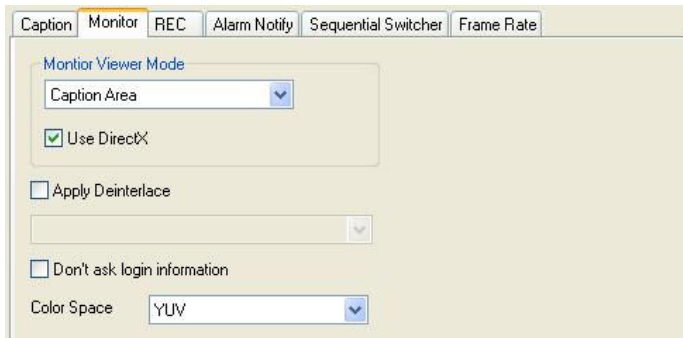 Caption Monitor REC Alarm Notify Sequential Switcher Frame Rate
Montior Viewer Mode
Caption Area
Use DirectX
Apply Deinterlace
Don't ask login information
Color Space YUV